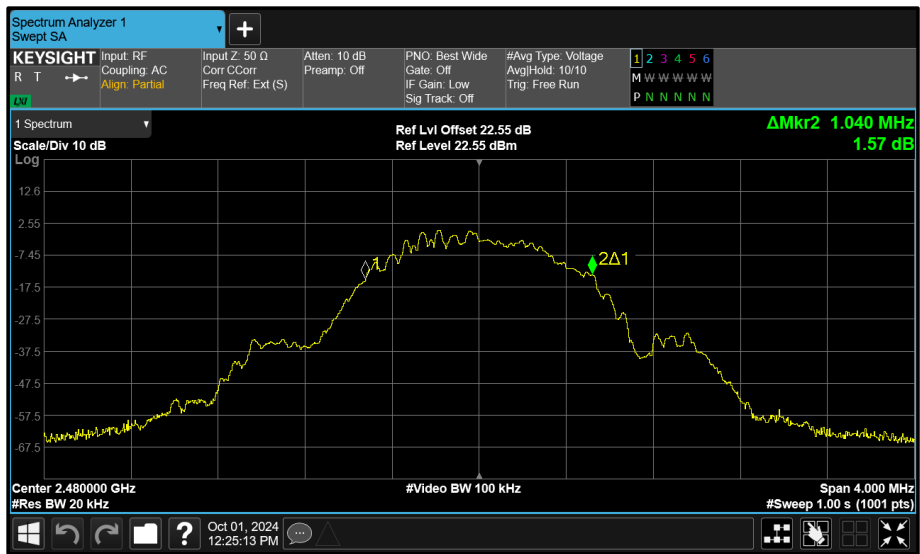 Spectrum Analyzer 1
Swept SA
+
KEYSIGHT
R T
LXI
Input: RF
Coupling: AC
Align: Partial
Input Z: 50 Ω
Corr CCorr
Freq Ref: Ext (S)
Atten: 10 dB
Preamp: Off
PNO: Best Wide
Gate: Off
IF Gain: Low
Sig Track: Off
#Avg Type: Voltage
Avg|Hold: 10/10
Trig: Free Run
1 2 3 4 5 6
M W W W W W
P N N N N N
1 Spectrum
Scale/Div 10 dB
Ref Lvl Offset 22.55 dB
Ref Level 22.55 dBm
ΔMkr2 1.040 MHz
1.57 dB
Log
12.6
2.55
-7.45
-17.5
-27.5
-37.5
-47.5
-57.5
-67.5
1
2Δ1
Center 2.480000 GHz
#Res BW 20 kHz
#Video BW 100 kHz
Span 4.000 MHz
#Sweep 1.00 s (1001 pts)
?
Oct 01, 2024
12:25:13 PM